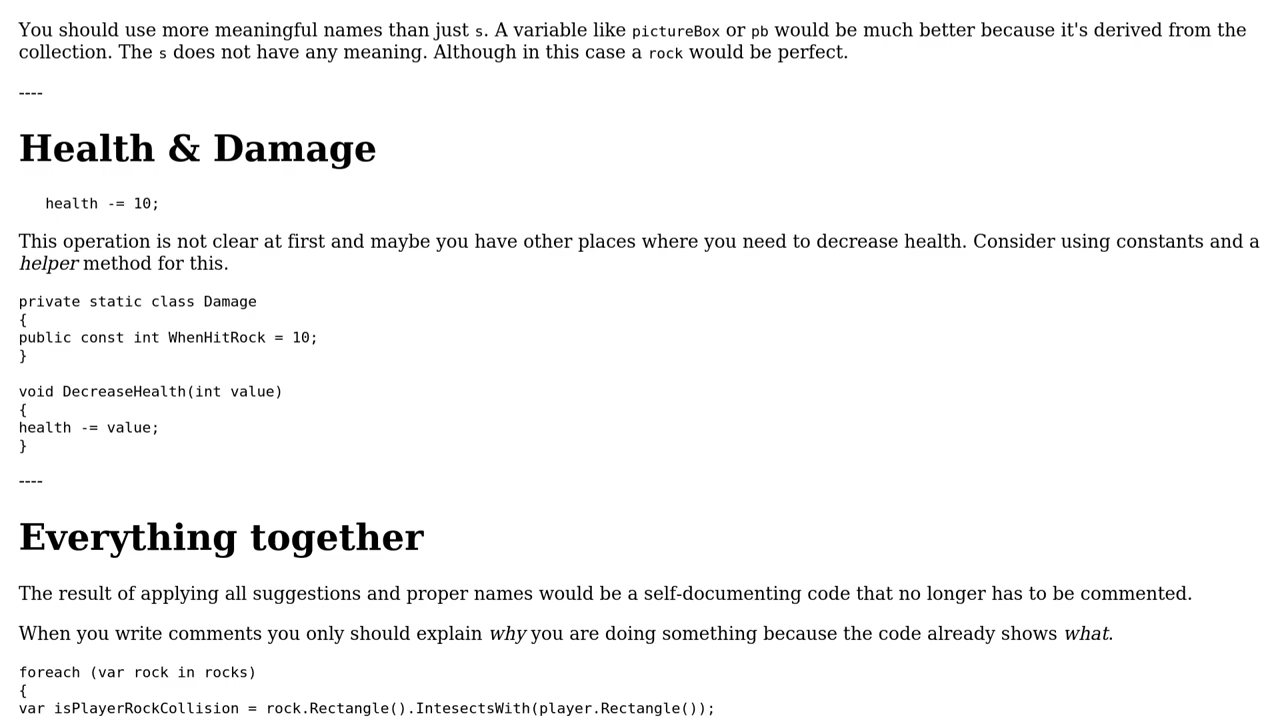 You should use more meaningful names than just s. A variable like pictureBox or pb would be much better because it's derived from the
collection. The s does not have any meaning. Although in this case a rock would be perfect.
----
Health & Damage
health -= 10;
This operation is not clear at first and maybe you have other places where you need to decrease health. Consider using constants and a
helper method for this.
private static class Damage
{
public const int WhenHitRock = 10;
}
void DecreaseHealth(int value)
{
health -= value;
}
----
Everything together
The result of applying all suggestions and proper names would be a self-documenting code that no longer has to be commented.
When you write comments you only should explain why you are doing something because the code already shows what.
foreach (var rock in rocks)
{
var isPlayerRockCollision = rock.Rectangle().IntesectsWith(player.Rectangle());